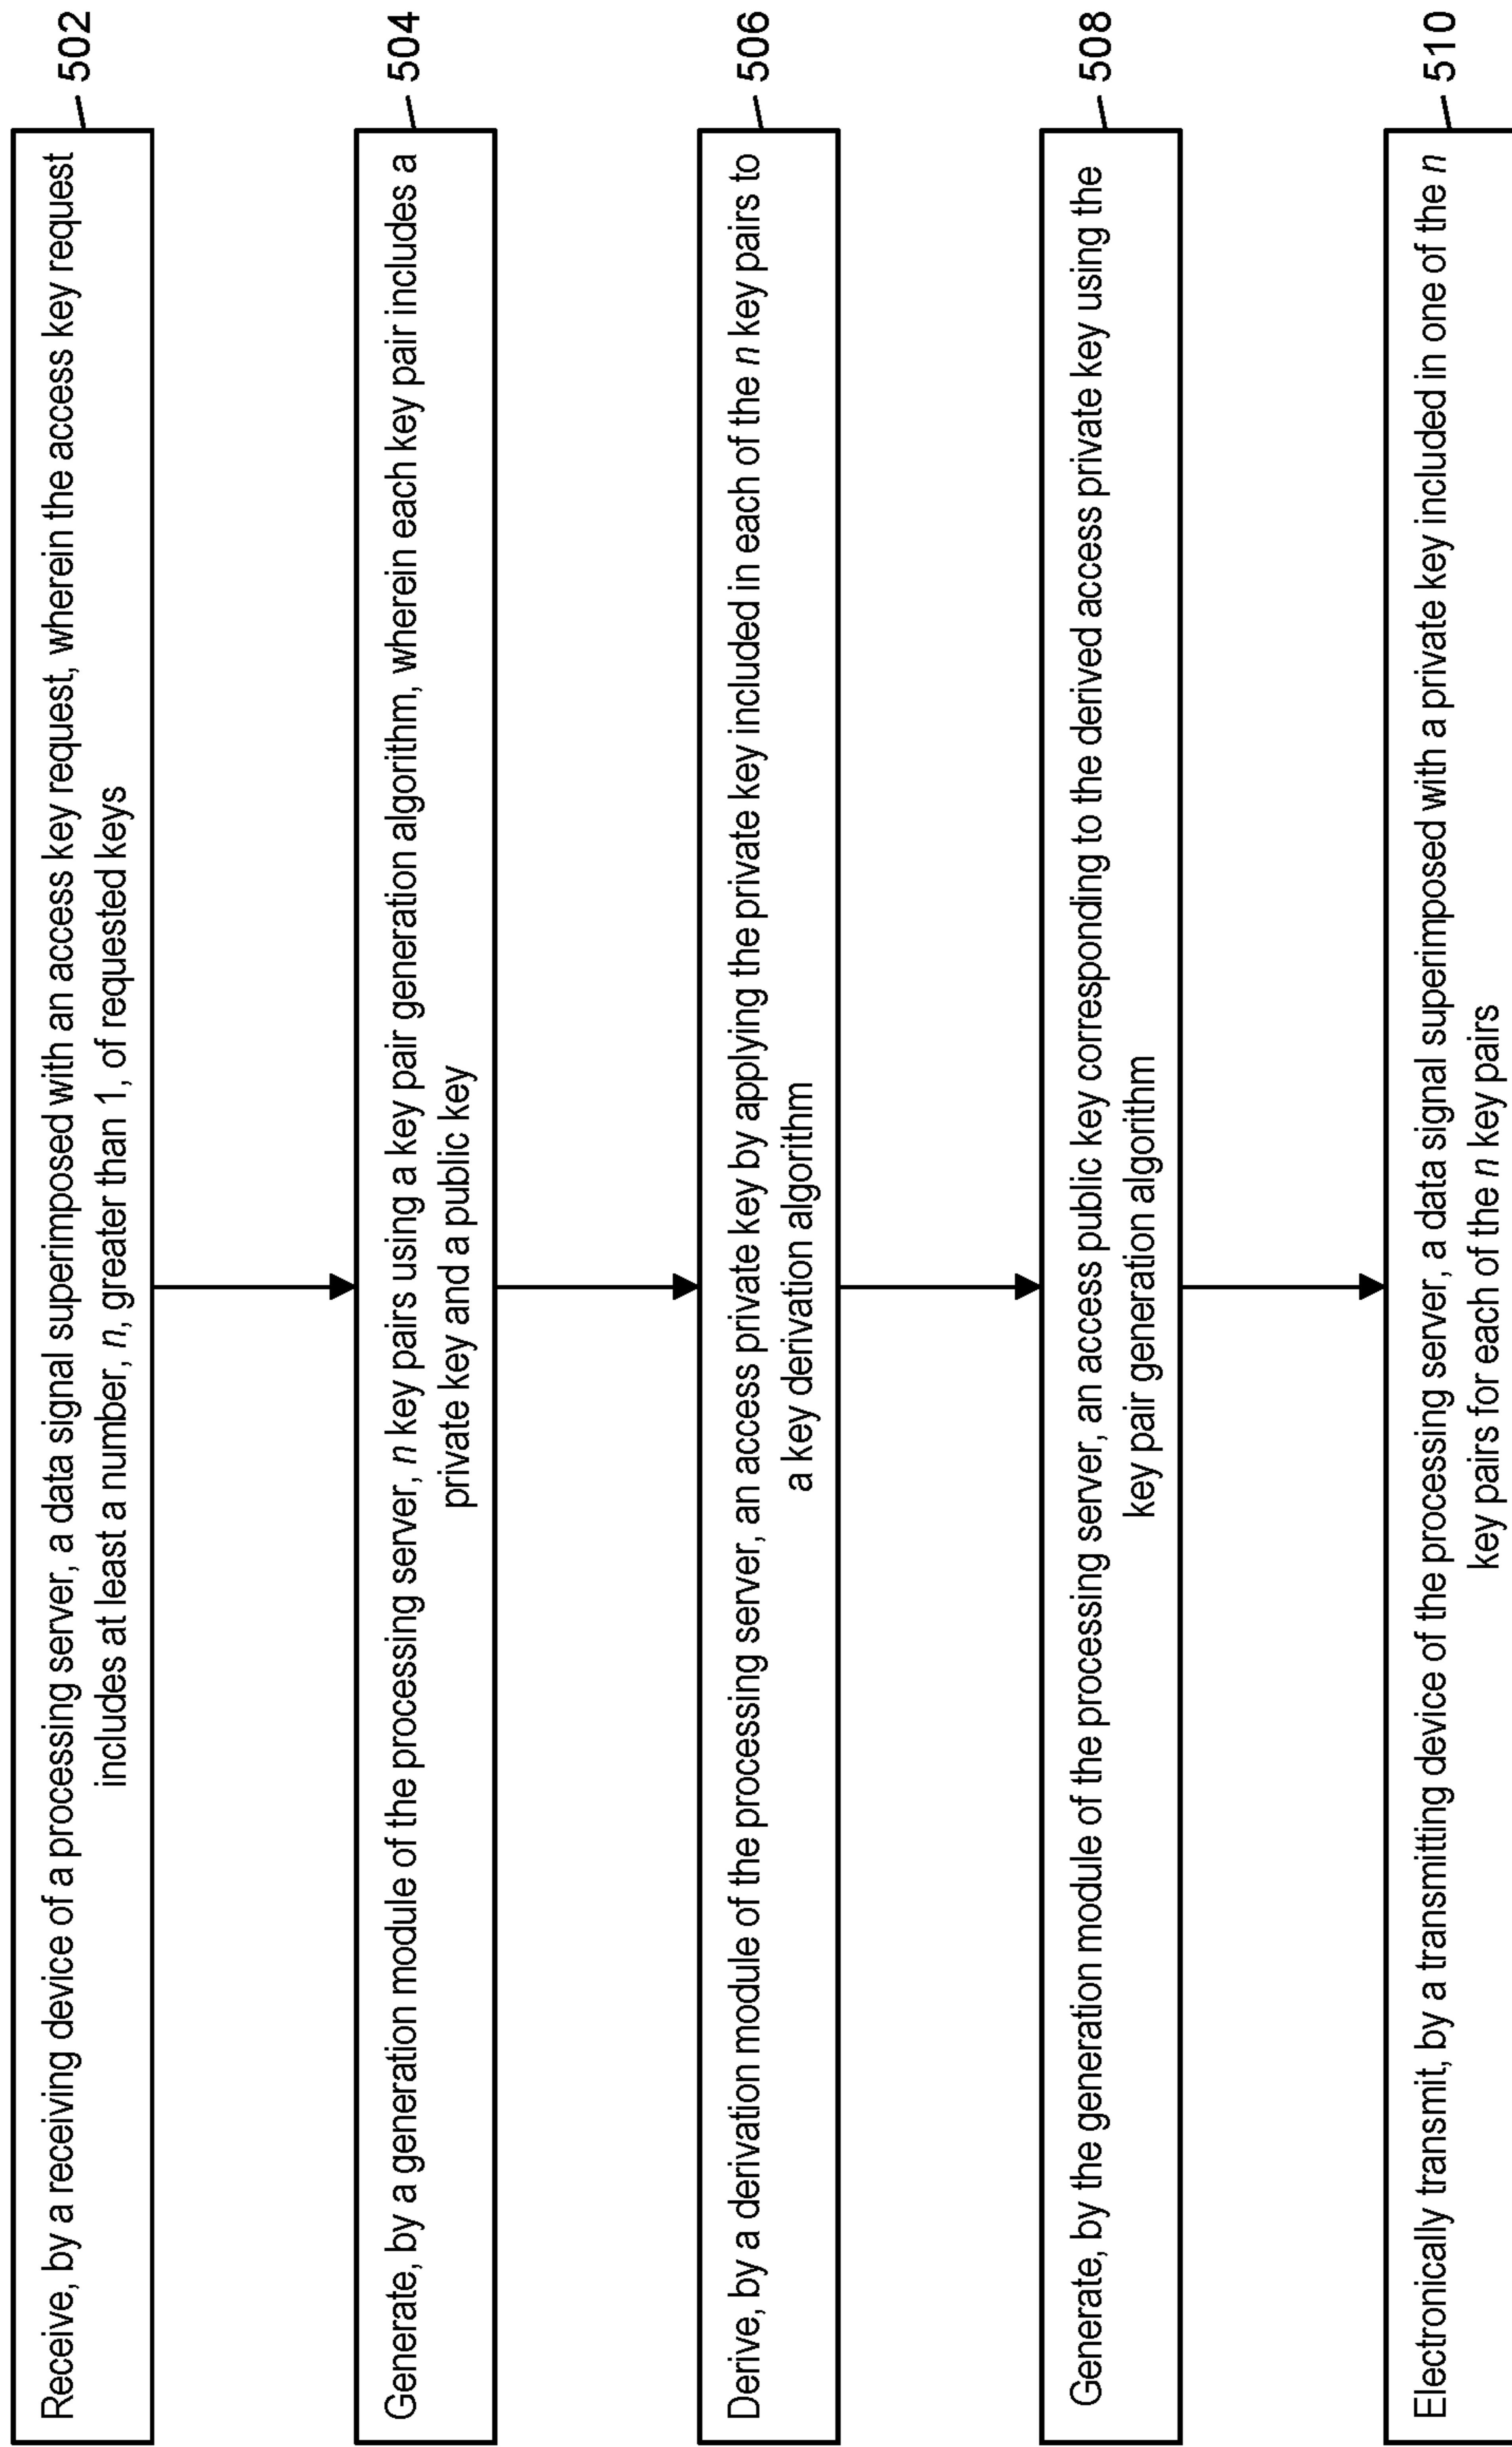 Receive, by a receiving device of a processing server, a data signal superimposed with an access key request, wherein the access key request
includes at least a number, n, greater than 1, of requested keys
502
Generate, by a generation module of the processing server, n key pairs using a key pair generation algorithm, wherein each key pair includes a
private key and a public key
504
Derive, by a derivation module of the processing server, an access private key by applying the private key included in each of the n key pairs to
a key derivation algorithm
506
Generate, by the generation module of the processing server, an access public key corresponding to the derived access private key using the
key pair generation algorithm
508
Electronically transmit, by a transmitting device of the processing server, a data signal superimposed with a private key included in one of the n
key pairs for each of the n key pairs
510